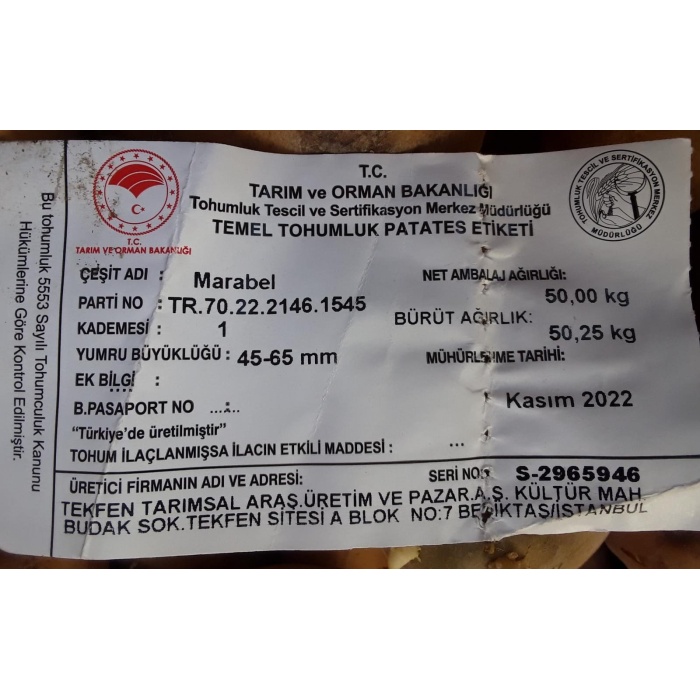 Bu tohumluk 5553 Sayılı Tohumculuk Kanunu
Hükümlerine Göre Kontrol Edilmiştir.
T.C.
TARIM VE ORMAN BAKANLIĞI
T.C.
TARIM ve ORMAN BAKANLIĞI
Tohumluk Tescil ve Sertifikasyon Merkez Müdürlüğü
TEMEL TOHUMLUK PATATES ETİKETİ
TOHUMLUK TESCİL VE SERTİFİKASYON MERKEZ
MÜDÜRLÜĞÜ
ÇEŞİT ADI : Marabel
PARTİ NO : TR.70.22.2146.1545
KADEMESİ : 1
YUMRU BÜYÜKLÜĞÜ : 45-65 mm
EK BİLGİ :
B.PASAPORT NO ...:..
"Türkiye'de üretilmiştir"
TOHUM İLAÇLANMIŞSA İLACIN ETKİLİ MADDESİ : ...
NET AMBALAJ AĞIRLIĞI:
50,00 kg
BÜRÜT AĞIRLIK:
50,25 kg
MÜHÜRLEME TARİHİ:
Kasım 2022
ÜRETİCİ FİRMANIN ADI VE ADRESİ: SERİ NO: S-2965946
TEKFEN TARIMSAL ARAŞ.ÜRETİM VE PAZAR.A.Ş. KÜLTÜR MAH.
BUDAK SOK.TEKFEN SİTESİ A BLOK NO:7 BEŞİKTAŞ/İSTANBUL